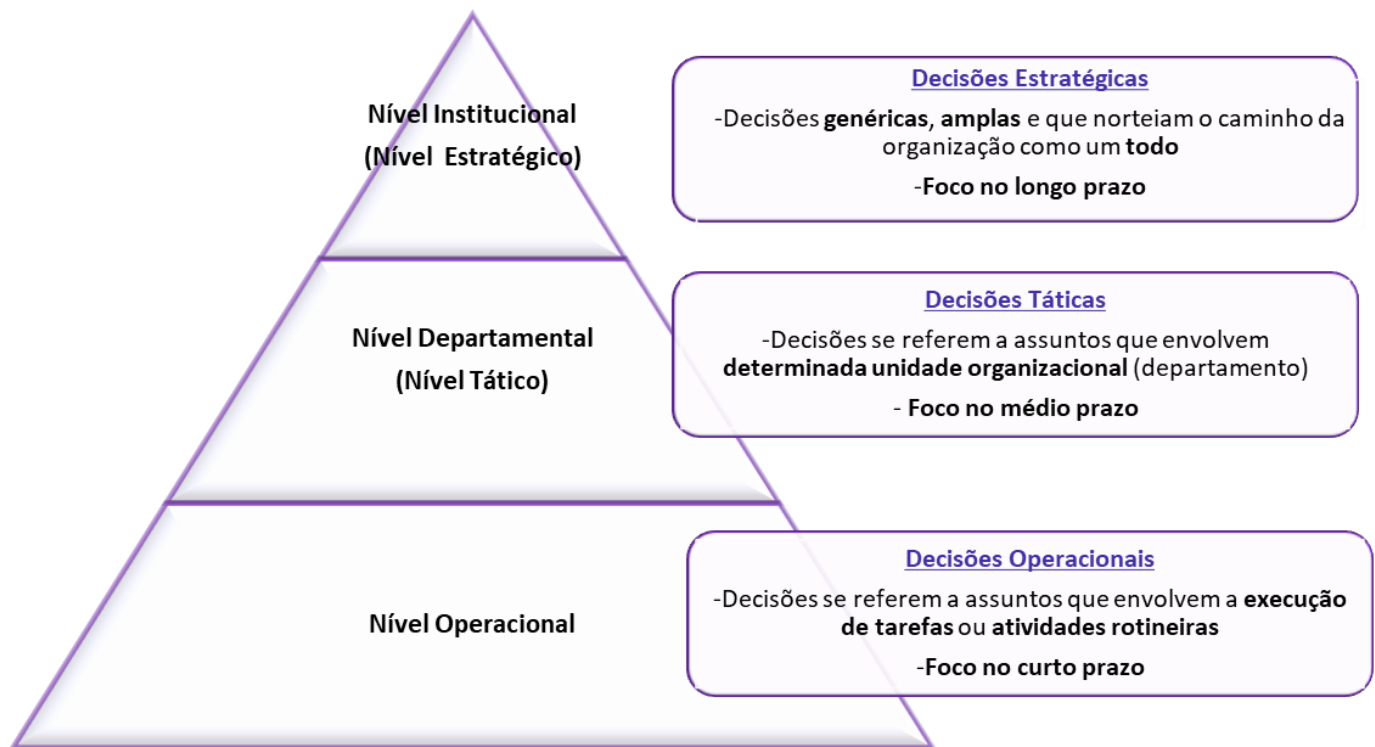 Nível Institucional
(Nível Estratégico)
Decisões Estratégicas
-Decisões genéricas, amplas e que norteiam o caminho da
organização como um todo
-Foco no longo prazo
Nível Departamental
(Nível Tático)
Decisões Táticas
-Decisões se referem a assuntos que envolvem
determinada unidade organizacional (departamento)
- Foco no médio prazo
Nível Operacional
Decisões Operacionais
-Decisões se referem a assuntos que envolvem a execução
de tarefas ou atividades rotineiras
-Foco no curto prazo